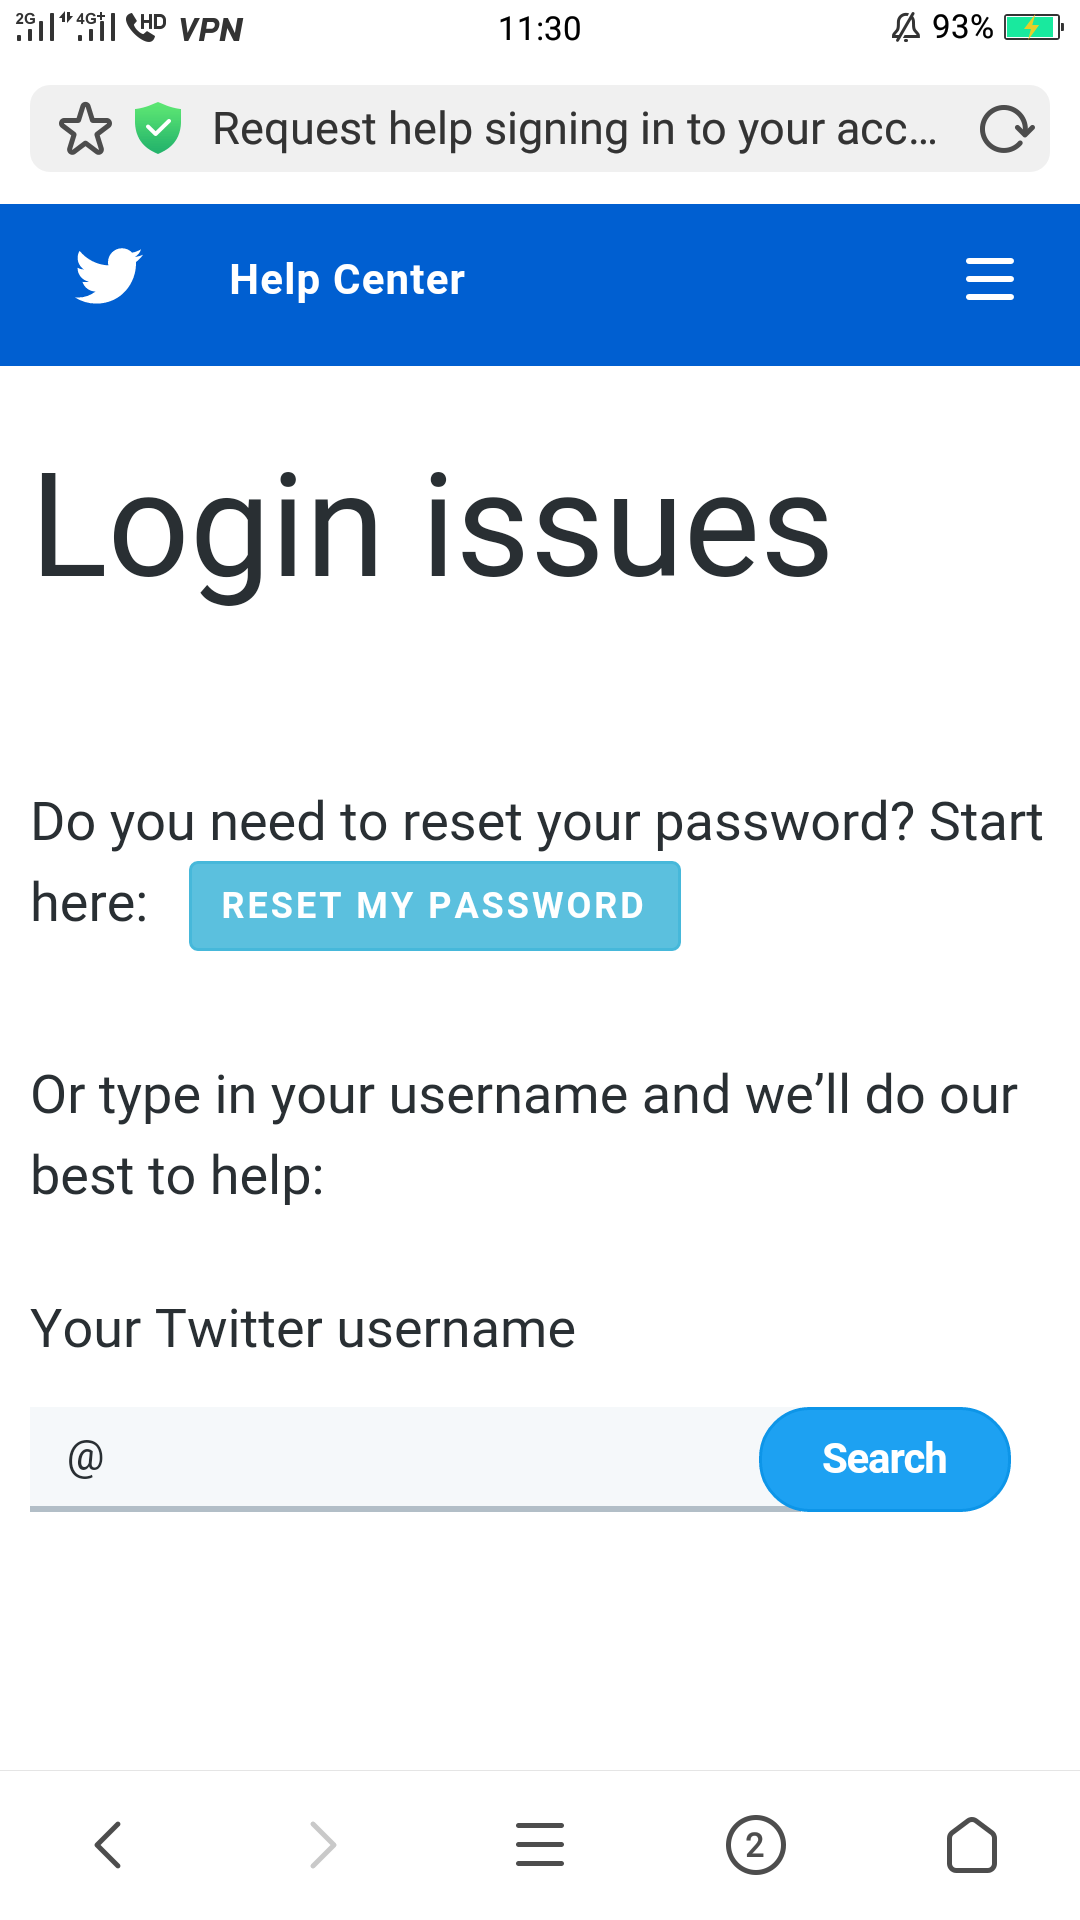 2G 4G+ HD VPN 11:30 93%
Request help signing in to your acc...
Help Center
Login issues
Do you need to reset your password? Start
here: RESET MY PASSWORD
Or type in your username and we’ll do our
best to help:
Your Twitter username
@ Search
2